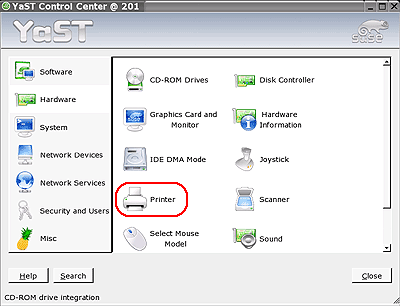 YaST Control Center @ 201
YaST
SUSE
Software
Hardware
System
Network Devices
Network Services
Security and Users
Misc
CD-ROM Drives
Disk Controller
Graphics Card and
Monitor
Hardware
Information
IDE DMA Mode
Joystick
Printer
Scanner
Select Mouse
Model
Sound
Help
Search
Close
CD-ROM drive integration